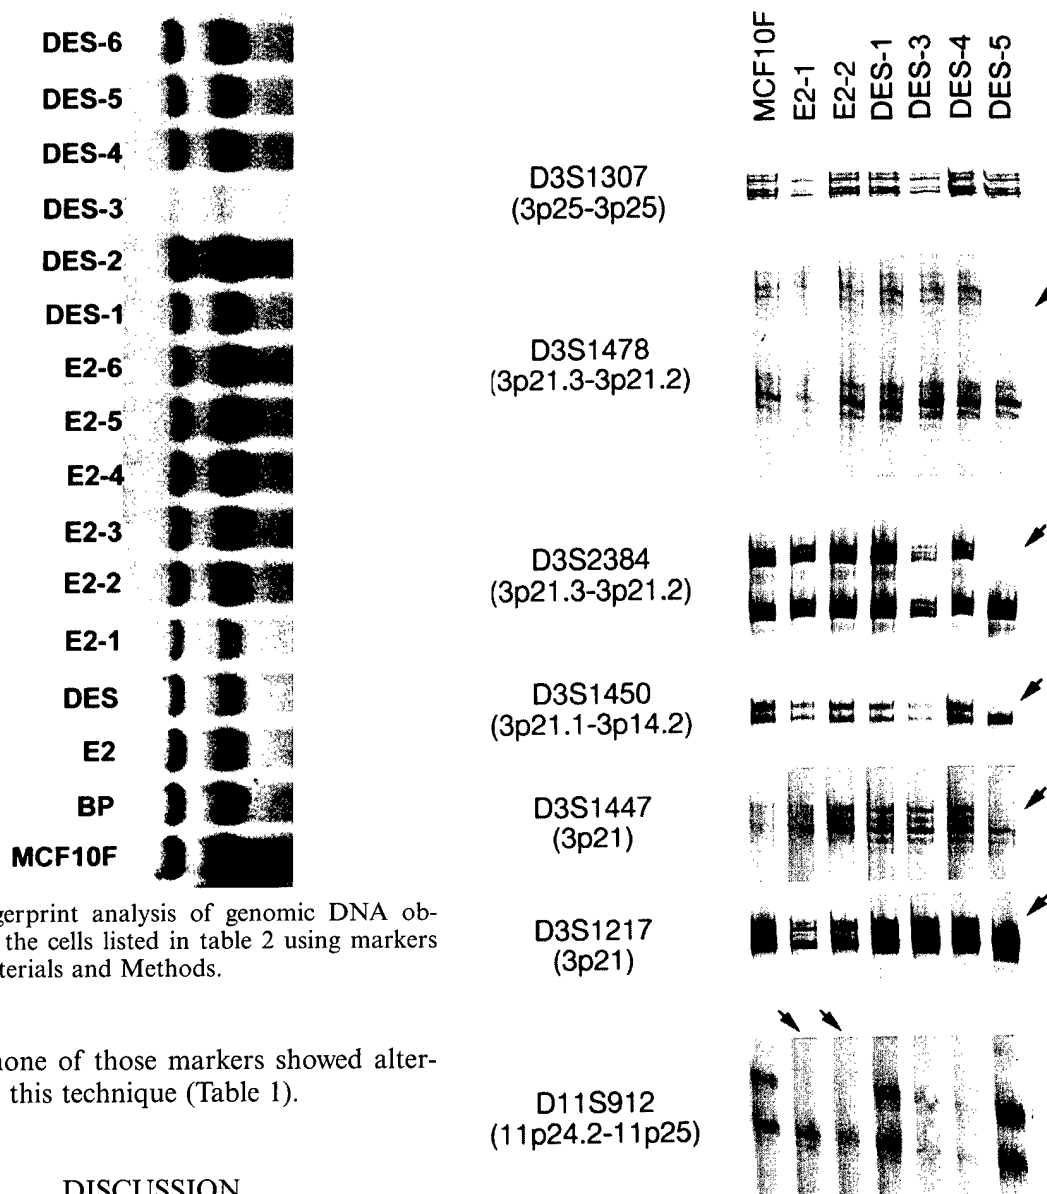 DES-6
DES-5
DES-4
DES-3
DES-2
DES-1
E2-6
E2-5
E2-4
E2-3
E2-2
E2-1
DES
E2
BP
MCF10F
gerprint analysis of genomic DNA ob-
the cells listed in table 2 using markers
terials and Methods.
none of those markers showed alter-
this technique (Table 1).
DISCUSSION
MCF10F
E2-1
E2-2
DES-1
DES-3
DES-4
DES-5
D3S1307
(3p25-3p25)
D3S1478
(3p21.3-3p21.2)
D3S2384
(3p21.3-3p21.2)
D3S1450
(3p21.1-3p14.2)
D3S1447
(3p21)
D3S1217
(3p21)
D11S912
(11p24.2-11p25)